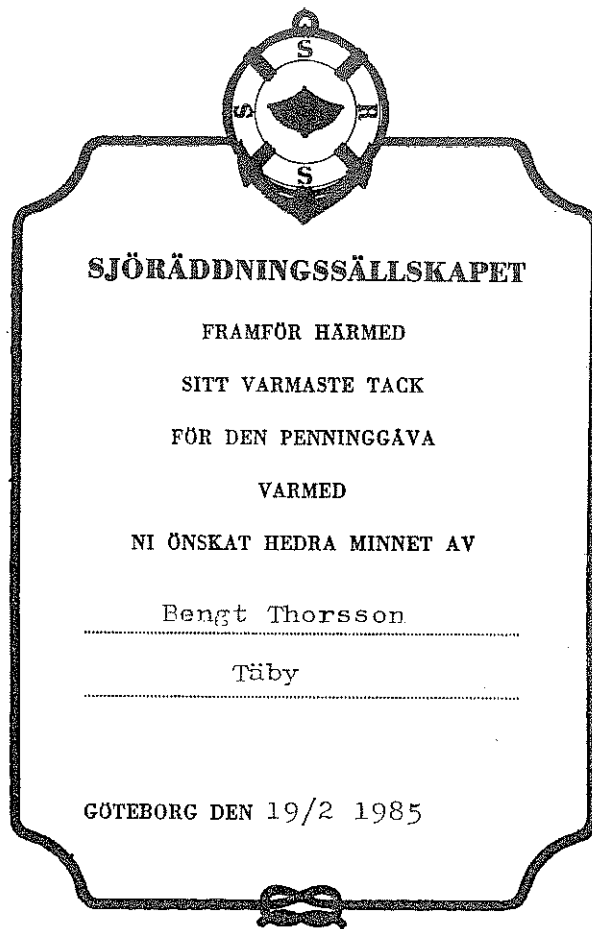 S S R S
SJÖRÄDDNINGSSÄLLSKAPET
FRAMFÖR HÄRMED
SITT VARMASTE TACK
FÖR DEN PENNINGGÅVA
VARMED
NI ÖNSKAT HEDRA MINNET AV
Bengt Thorsson
Täby
GÖTEBORG DEN 19/2 1985